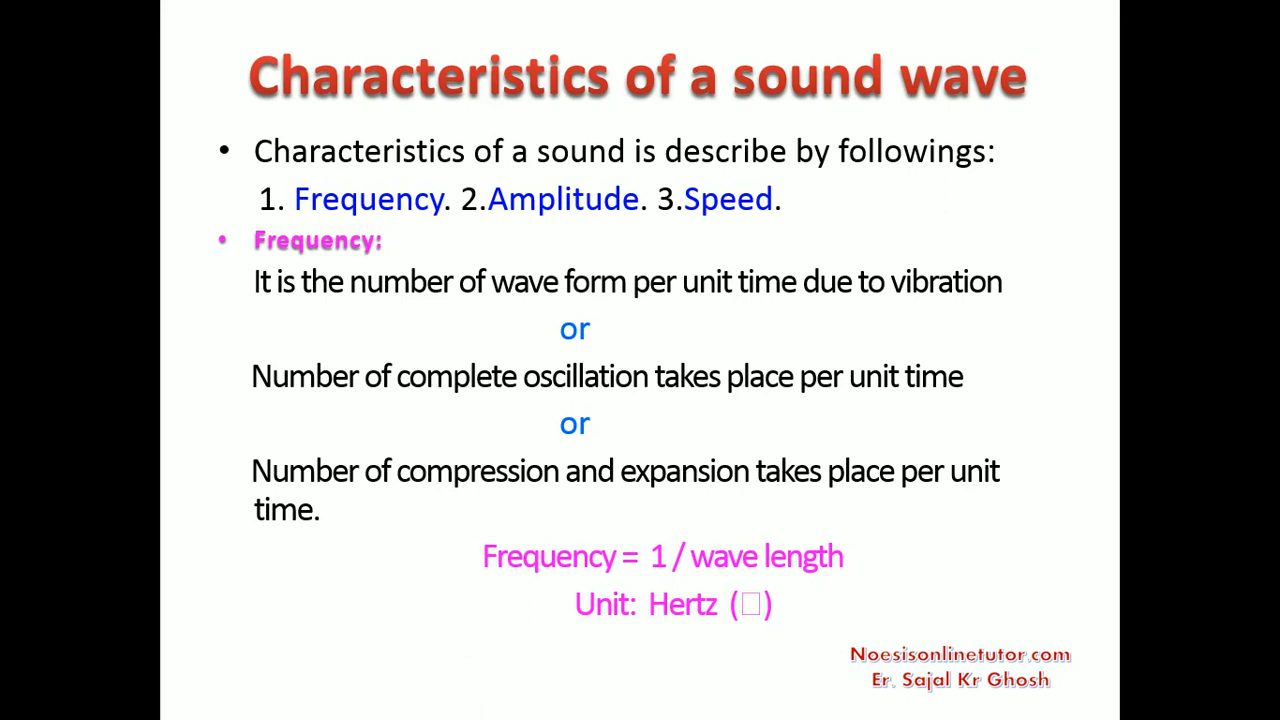 Characteristics of a sound wave
• Characteristics of a sound is describe by followings:
1. Frequency. 2.Amplitude. 3.Speed.
• Frequency:
It is the number of wave form per unit time due to vibration
or
Number of complete oscillation takes place per unit time
or
Number of compression and expansion takes place per unit
time.
Frequency = 1 / wave length
Unit: Hertz (□)
Noesisonlinetutor.com
Er. Sajal Kr Ghosh